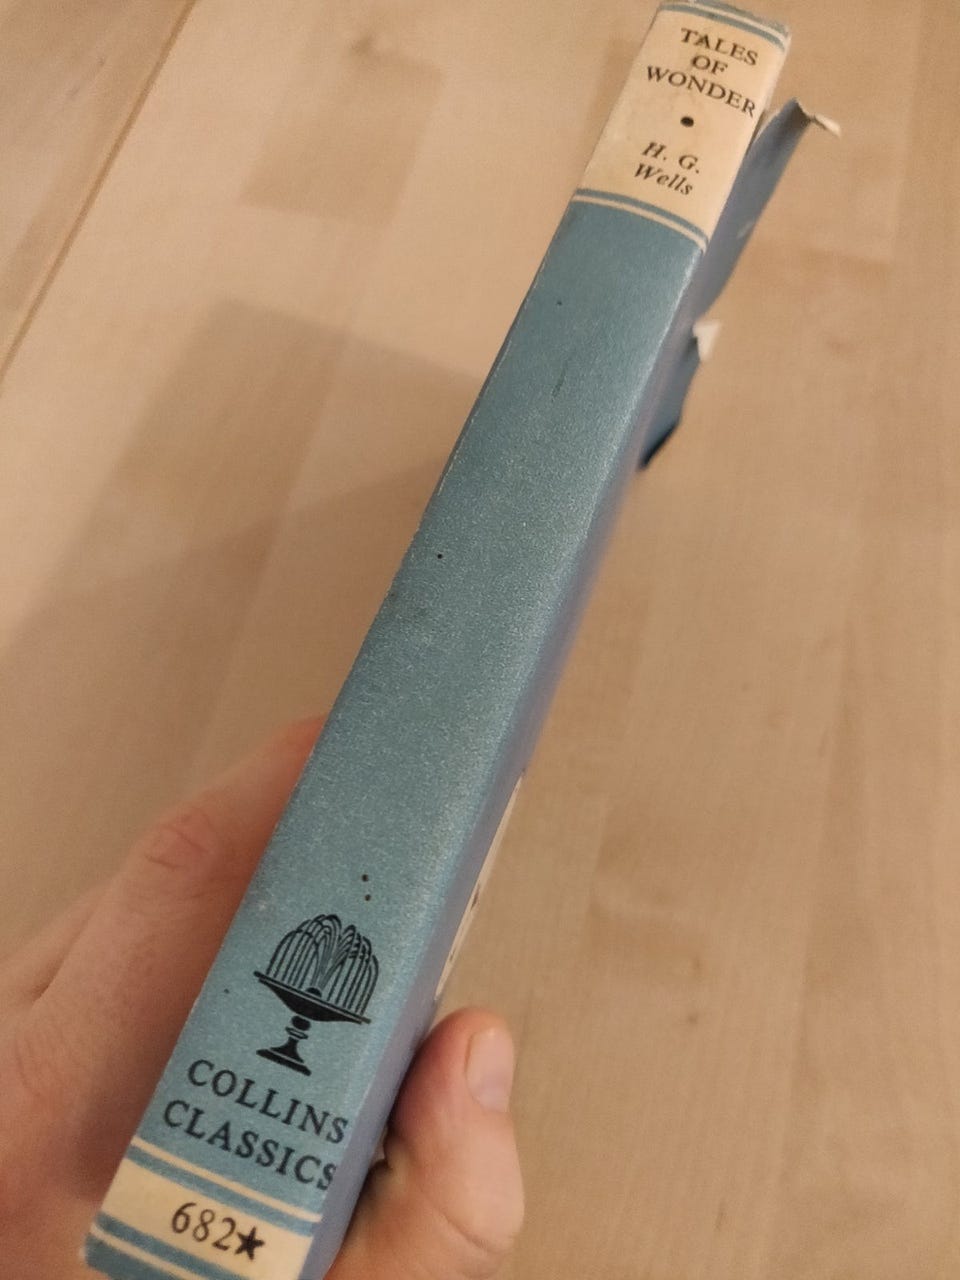 TALES
OF
WONDER
•
H. G.
Wells
COLLINS
CLASSICS
682★